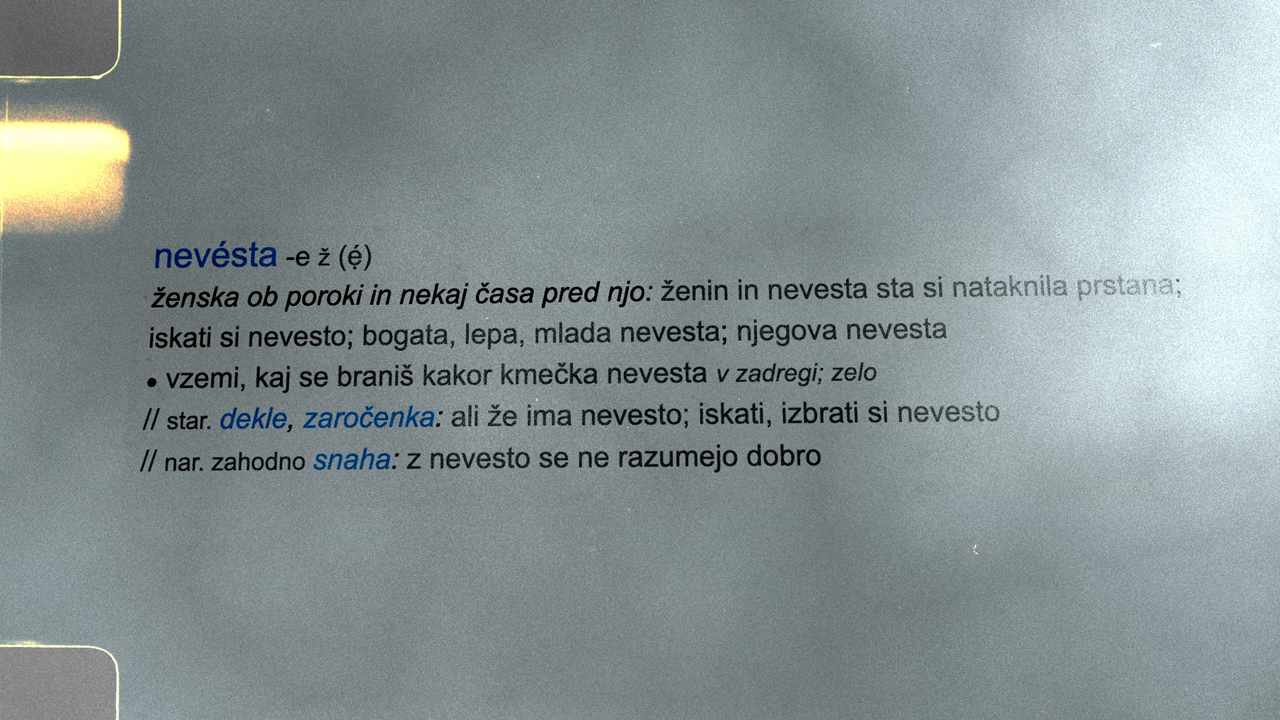 nevésta -e ž (ẹ́)
ženska ob poroki in nekaj časa pred njo: ženin in nevesta sta si nataknila prstana;
iskati si nevesto; bogata, lepa, mlada nevesta; njegova nevesta
• vzemi, kaj se braniš kakor kmečka nevesta v zadregi; zelo
// star. dekle, zaročenka: ali že ima nevesto; iskati, izbrati si nevesto
// nar. zahodno snaha: z nevesto se ne razumejo dobro